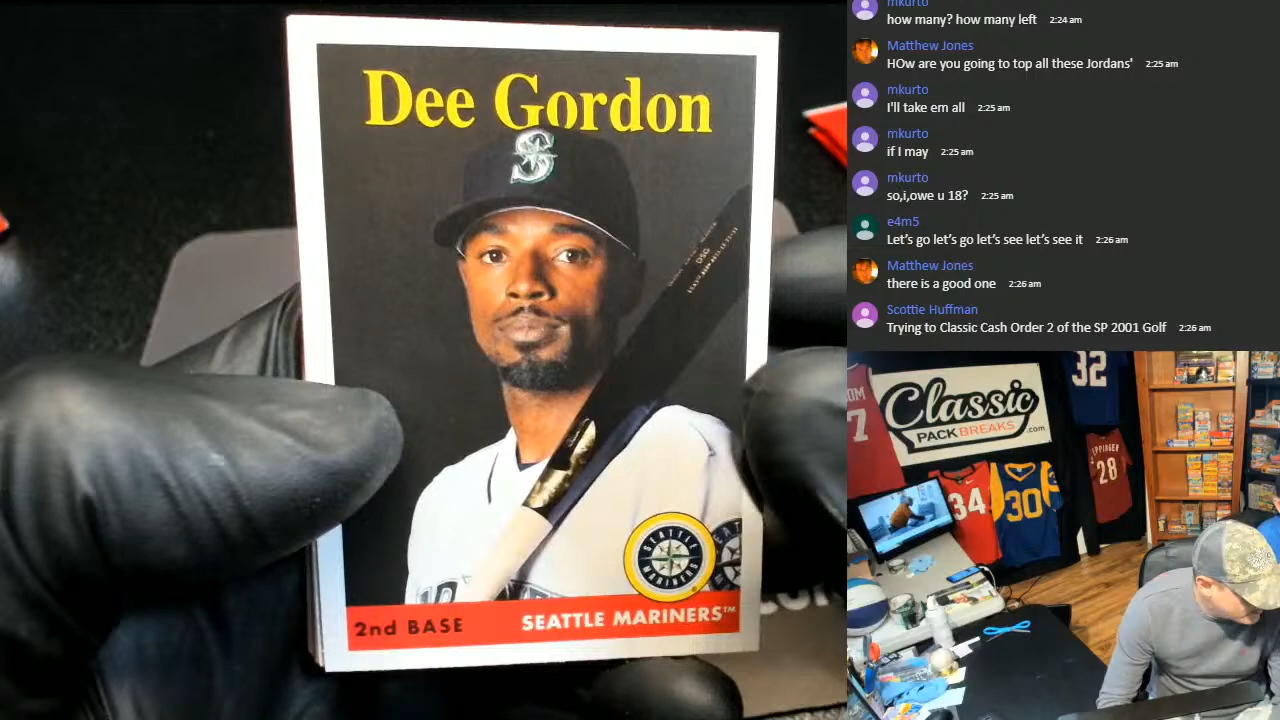 Dee Gordon
S
DSG
SEATTLE
MARINERS
2nd BASE
SEATTLE MARINERS™
mkurto
how many? how many left 2:24 am
Matthew Jones
HOw are you going to top all these Jordans' 2:25 am
mkurto
I'll take em all 2:25 am
mkurto
if I may 2:25 am
mkurto
so,i,owe u 18? 2:25 am
e4m5
Let's go let's go let's see let's see it 2:26 am
Matthew Jones
there is a good one 2:26 am
Scottie Huffman
Trying to Classic Cash Order 2 of the SP 2001 Golf 2:26 am
Classic
PACK BREAKS .com
32
7
34
30
28